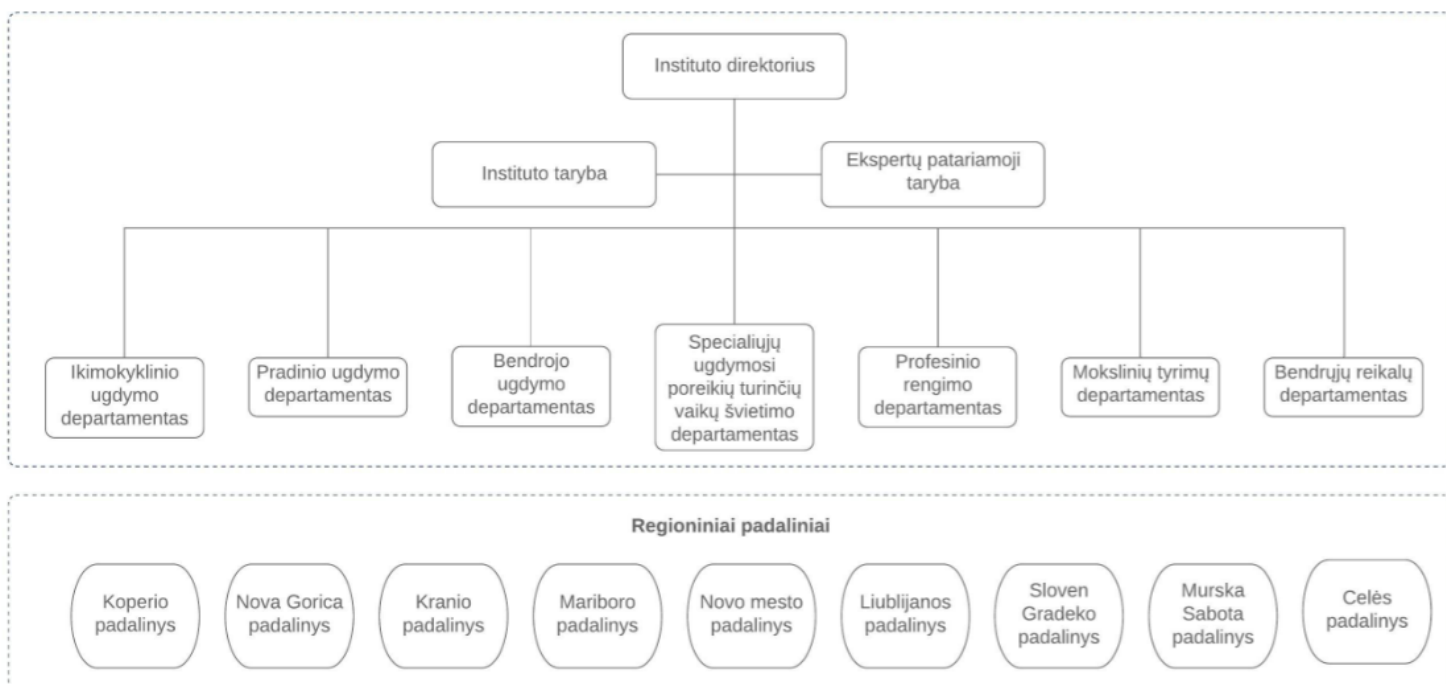 Instituto direktorius
Instituto taryba
Ekspertų patariamoji
taryba
Ikimokyklinio
ugdymo
departamentas
Pradinio ugdymo
departamentas
Bendrojo
ugdymo
departamentas
Specialiųjų
ugdymosi
poreikių turinčių
vaikų švietimo
departamentas
Profesinio
rengimo
departamentas
Mokslinių tyrimų
departamentas
Bendrųjų reikalų
departamentas
Regioniniai padaliniai
Koperio
padalinys
Nova Gorica
padalinys
Kranio
padalinys
Mariboro
padalinys
Novo mesto
padalinys
Liublijanos
padalinys
Sloven
Gradeko
padalinys
Murska
Sabota
padalinys
Celės
padalinys